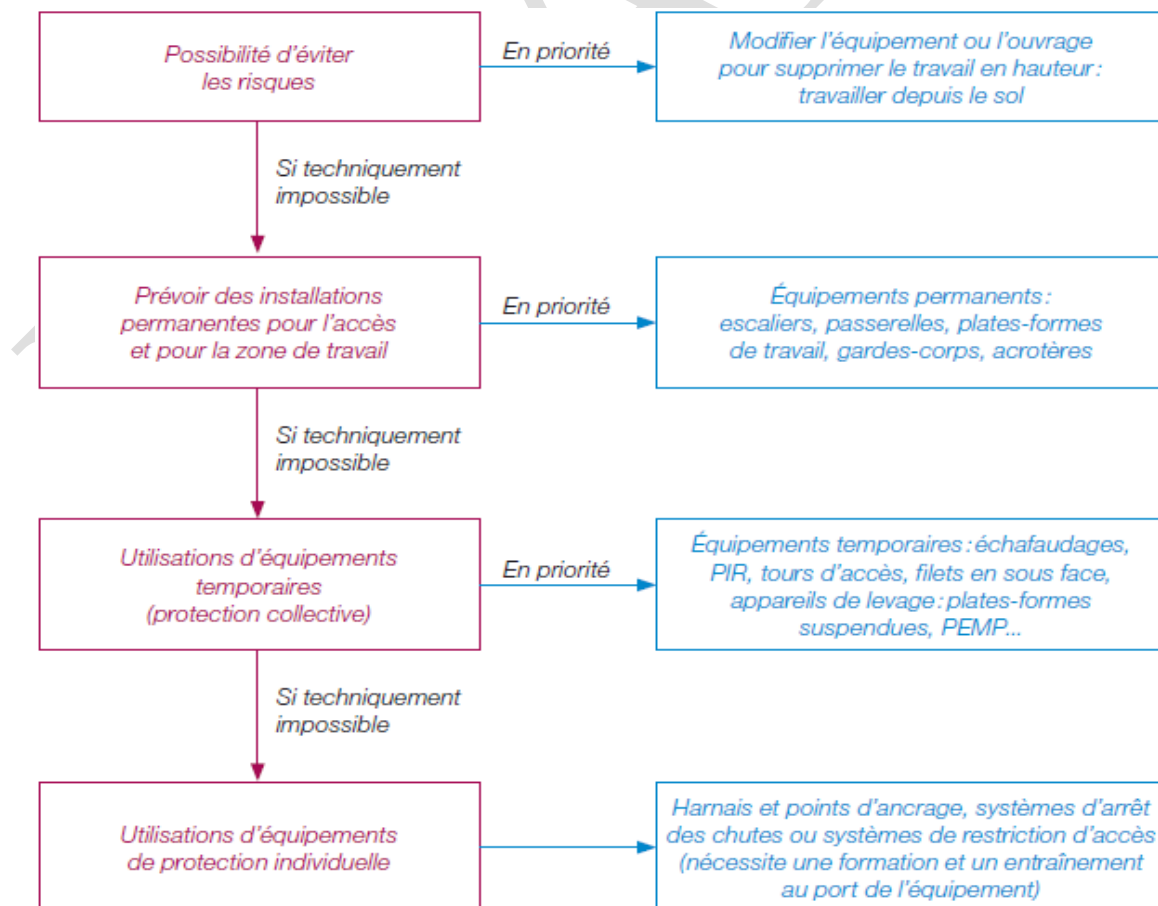 Possibilité d'éviter
les risques
En priorité
Modifier l'équipement ou l'ouvrage
pour supprimer le travail en hauteur :
travailler depuis le sol
Si techniquement
impossible
Prévoir des installations
permanentes pour l'accès
et pour la zone de travail
En priorité
Équipements permanents :
escaliers, passerelles, plates-formes
de travail, gardes-corps, acrotères
Si techniquement
impossible
Utilisations d'équipements
temporaires
(protection collective)
En priorité
Équipements temporaires : échafaudages,
PIR, tours d'accès, filets en sous face,
appareils de levage : plates-formes
suspendues, PEMP...
Si techniquement
impossible
Utilisations d'équipements
de protection individuelle
Harnais et points d'ancrage, systèmes d'arrêt
des chutes ou systèmes de restriction d'accès
(nécessite une formation et un entraînement
au port de l'équipement)